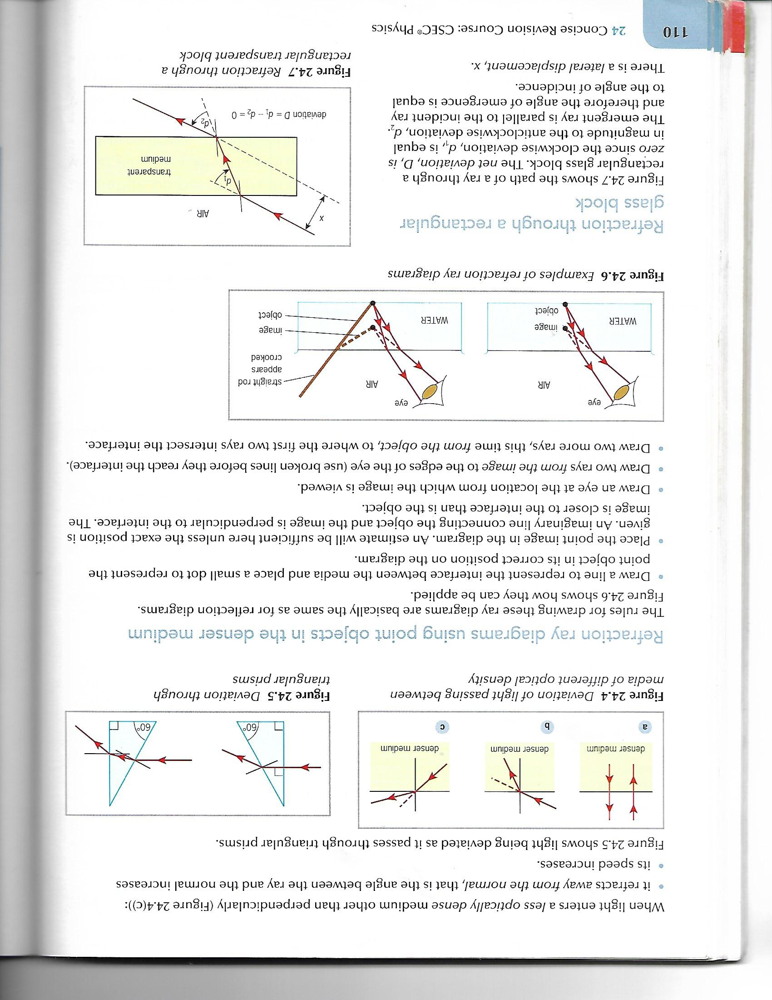 When light enters a less optically dense medium other than perpendicularly (Figure 24.4(c)):
• it refracts away from the normal, that is the angle between the ray and the normal increases
• its speed increases.
Figure 24.5 shows light being deviated as it passes through triangular prisms.
denser medium
denser medium
denser medium
a
b
c
Figure 24.4 Deviation of light passing between
media of different optical density
60°
60°
Figure 24.5 Deviation through
triangular prisms
Refraction ray diagrams using point objects in the denser medium
The rules for drawing these ray diagrams are basically the same as for reflection diagrams.
Figure 24.6 shows how they can be applied.
• Draw a line to represent the interface between the media and place a small dot to represent the
point object in its correct position on the diagram.
• Place the point image in the diagram. An estimate will be sufficient here unless the exact position is
given. An imaginary line connecting the object and the image is perpendicular to the interface. The
image is closer to the interface than is the object.
• Draw an eye at the location from which the image is viewed.
• Draw two rays from the image to the edges of the eye (use broken lines before they reach the interface).
• Draw two more rays, this time from the object, to where the first two rays intersect the interface.
eye
AIR
WATER
image
object
eye
AIR
WATER
straight rod
appears
crooked
image
object
Figure 24.6 Examples of refraction ray diagrams
Refraction through a rectangular
glass block
Figure 24.7 shows the path of a ray through a
rectangular glass block. The net deviation, D, is
zero since the clockwise deviation, d₁, is equal
in magnitude to the anticlockwise deviation, d₂.
The emergent ray is parallel to the incident ray
and therefore the angle of emergence is equal
to the angle of incidence.
There is a lateral displacement, x.
x
AIR
d₁
transparent
medium
d₂
deviation D = d₁ − d₂ = 0
Figure 24.7 Refraction through a
rectangular transparent block
110
24 Concise Revision Course: CSEC® Physics